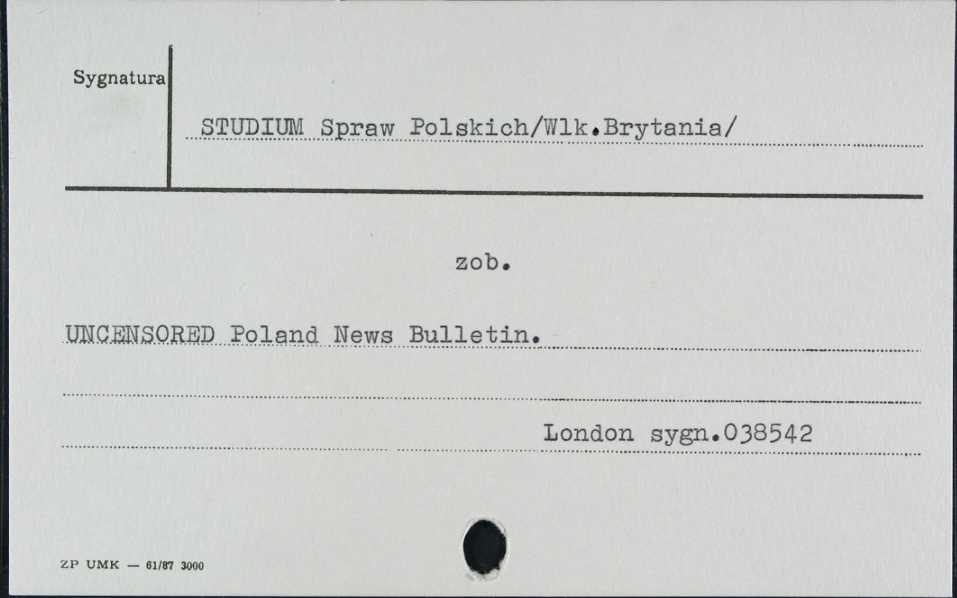 Sygnatura
STUDIUM Spraw Polskich/Wlk.Brytania/
zob.
UNCENSORED Poland News Bulletin.
London sygn.038542
ZP UMK — 61/87 3000